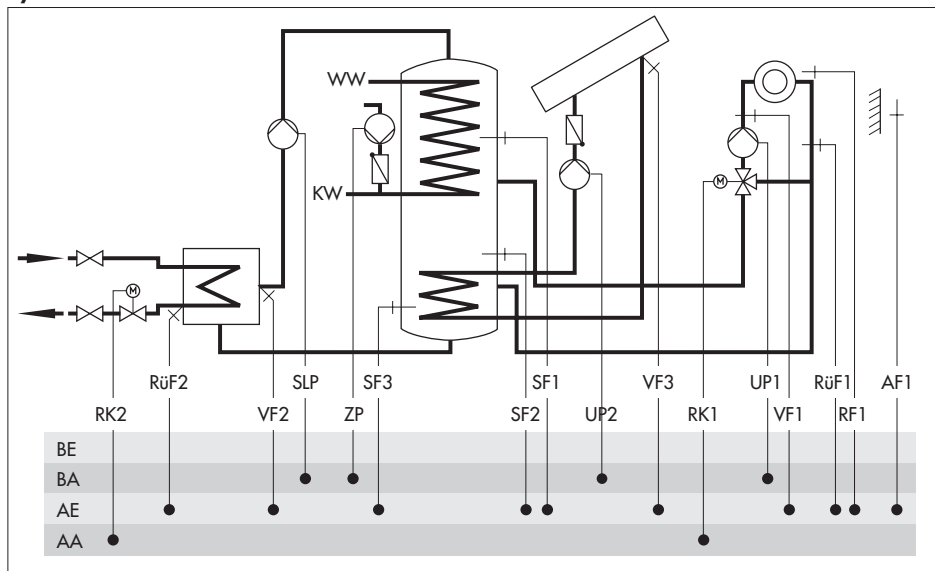 WW
M
KW
M
RüF2 SLP SF3 SF1 VF3 UP1 RüF1 AF1
RK2 VF2 ZP SF2 UP2 RK1 VF1 RF1
BE
BA
AE
AA